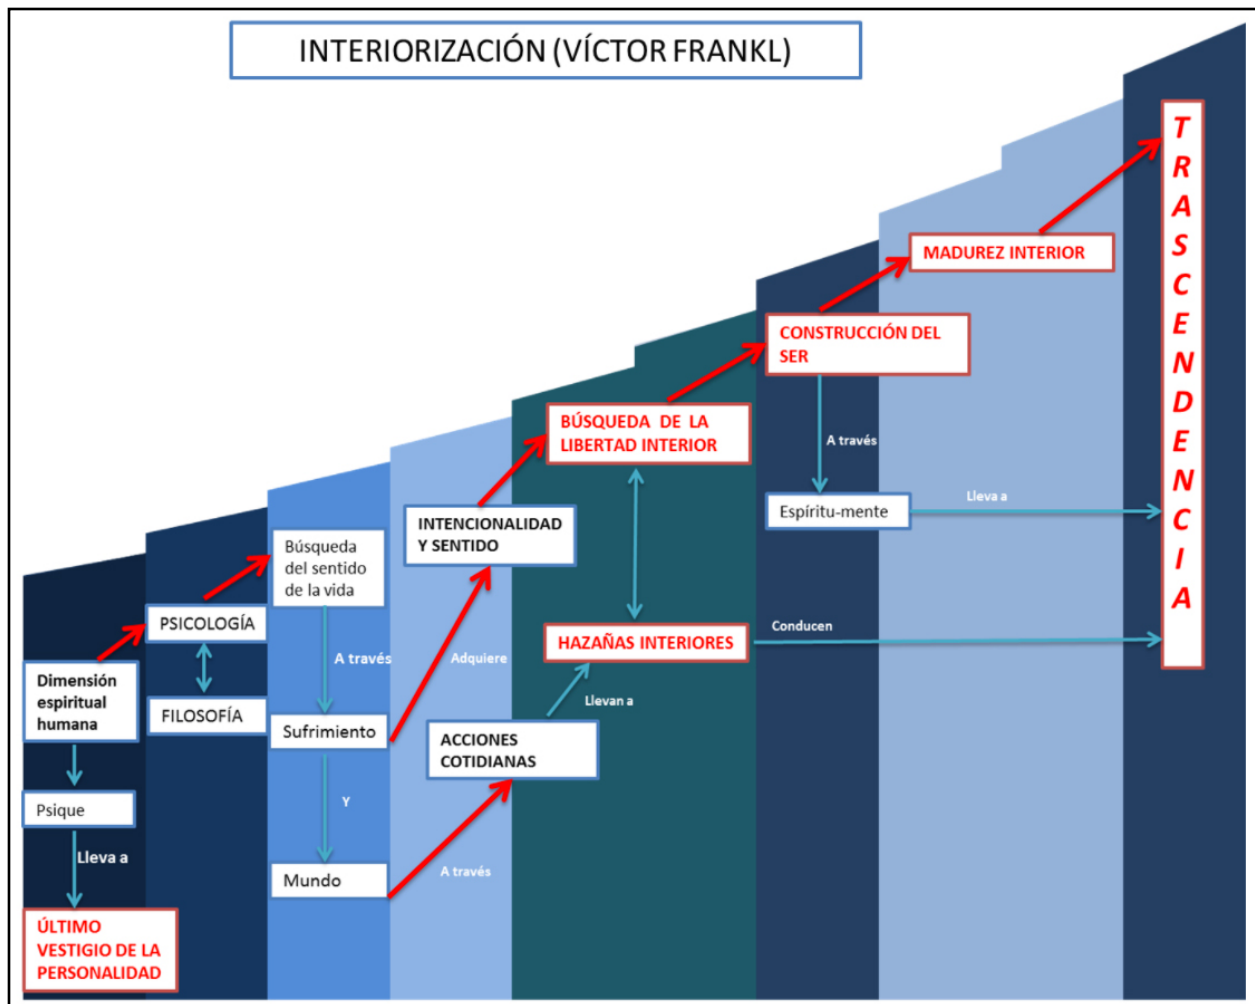 INTERIORIZACIÓN (VÍCTOR FRANKL)
Dimensión
espiritual
humana
Psique
Lleva a
ÚLTIMO
VESTIGIO DE LA
PERSONALIDAD
PSICOLOGÍA
FILOSOFÍA
Búsqueda
del sentido
de la vida
A través
Sufrimiento
Y
Mundo
INTENCIONALIDAD
Y SENTIDO
Adquiere
ACCIONES
COTIDIANAS
A través
Llevan a
BÚSQUEDA DE LA
LIBERTAD INTERIOR
HAZAÑAS INTERIORES
Conducen
CONSTRUCCIÓN DEL
SER
A través
Espíritu-mente
Lleva a
MADUREZ INTERIOR
TRASCENDENCIA